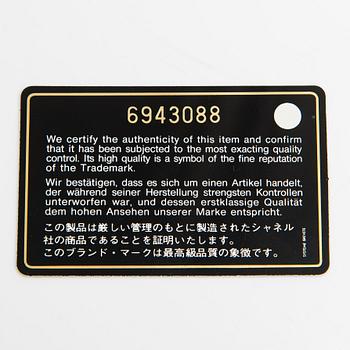 6943088
We certify the authenticity of this item and confirm
that it has been subjected to the most exacting quality
control. Its high quality is a symbol of the fine reputation
of the Trademark.
Wir bestätigen, dass es sich um einen Artikel handelt,
der während seiner Herstellung strengsten Kontrollen
unterworfen war, und dessen erstklassige Qualität
dem hohen Ansehen unserer Marke entspricht.
この製品は厳しい管理のもとに製造されたシャネル
社の商品であることを証明いたします。
このブランド・マークは最高級品質の象徴です。